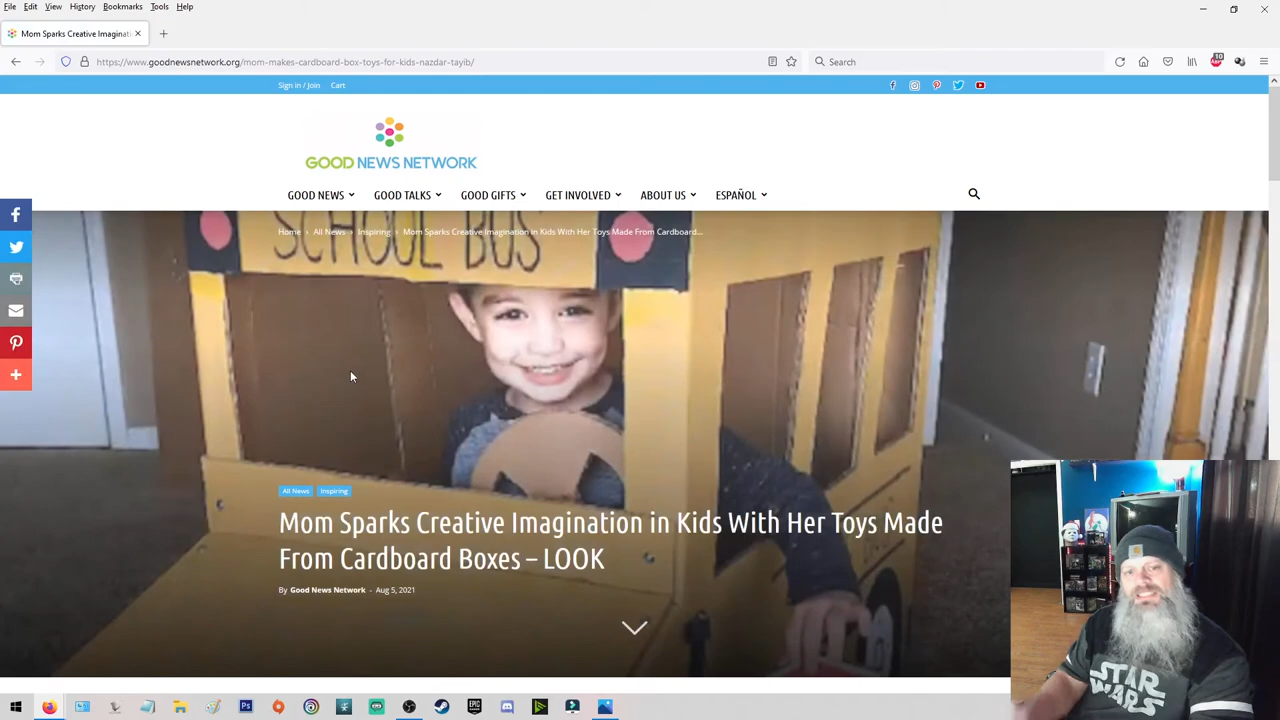 File Edit View History Bookmarks Tools Help
Mom Sparks Creative Imaginat
https://www.goodnewsnetwork.org/mom-makes-cardboard-box-toys-for-kids-nazdar-tayib/
Search
10
Sign in / Join Cart
GOOD NEWS NETWORK
GOOD NEWS GOOD TALKS GOOD GIFTS GET INVOLVED ABOUT US ESPAÑOL
SCHOOL BUS
Home › All News › Inspiring › Mom Sparks Creative Imagination in Kids With Her Toys Made From Cardboard...
All News Inspiring
Mom Sparks Creative Imagination in Kids With Her Toys Made
From Cardboard Boxes – LOOK
By Good News Network - Aug 5, 2021
STAR
WARS
Ps
EPIC